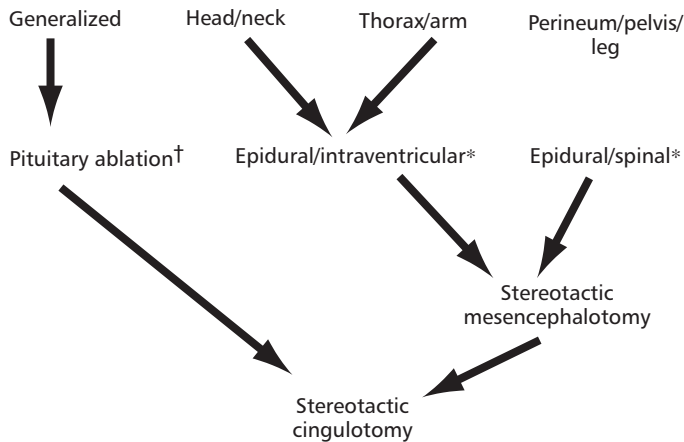 Generalized
Head/neck
Thorax/arm
Perineum/pelvis/
leg
Pituitary ablation†
Epidural/intraventricular*
Epidural/spinal*
Stereotactic
mesencephalotomy
Stereotactic
cingulotomy